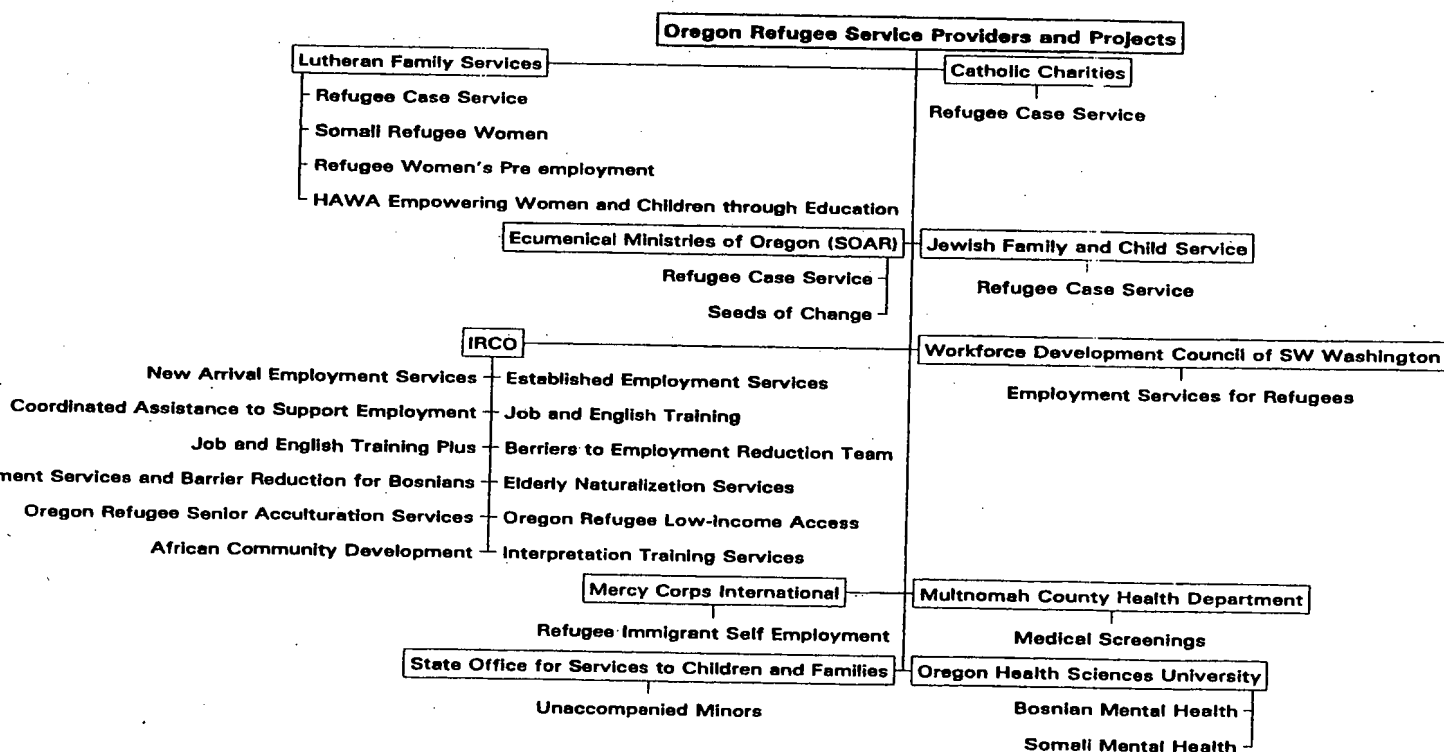 Oregon Refugee Service Providers and Projects
Lutheran Family Services
Catholic Charities
Refugee Case Service
Refugee Case Service
Somali Refugee Women
Refugee Women's Pre employment
HAWA Empowering Women and Children through Education
Ecumenical Ministries of Oregon (SOAR)
Jewish Family and Child Service
Refugee Case Service
Refugee Case Service
Seeds of Change
IRCO
Workforce Development Council of SW Washington
New Arrival Employment Services
Established Employment Services
Employment Services for Refugees
Coordinated Assistance to Support Employment
Job and English Training
Job and English Training Plus
Barriers to Employment Reduction Team
ment Services and Barrier Reduction for Bosnians
Elderly Naturalization Services
Oregon Refugee Senior Acculturation Services
Oregon Refugee Low-income Access
African Community Development
Interpretation Training Services
Mercy Corps International
Multnomah County Health Department
Refugee Immigrant Self Employment
Medical Screenings
State Office for Services to Children and Families
Oregon Health Sciences University
Unaccompanied Minors
Bosnian Mental Health
Somali Mental Health